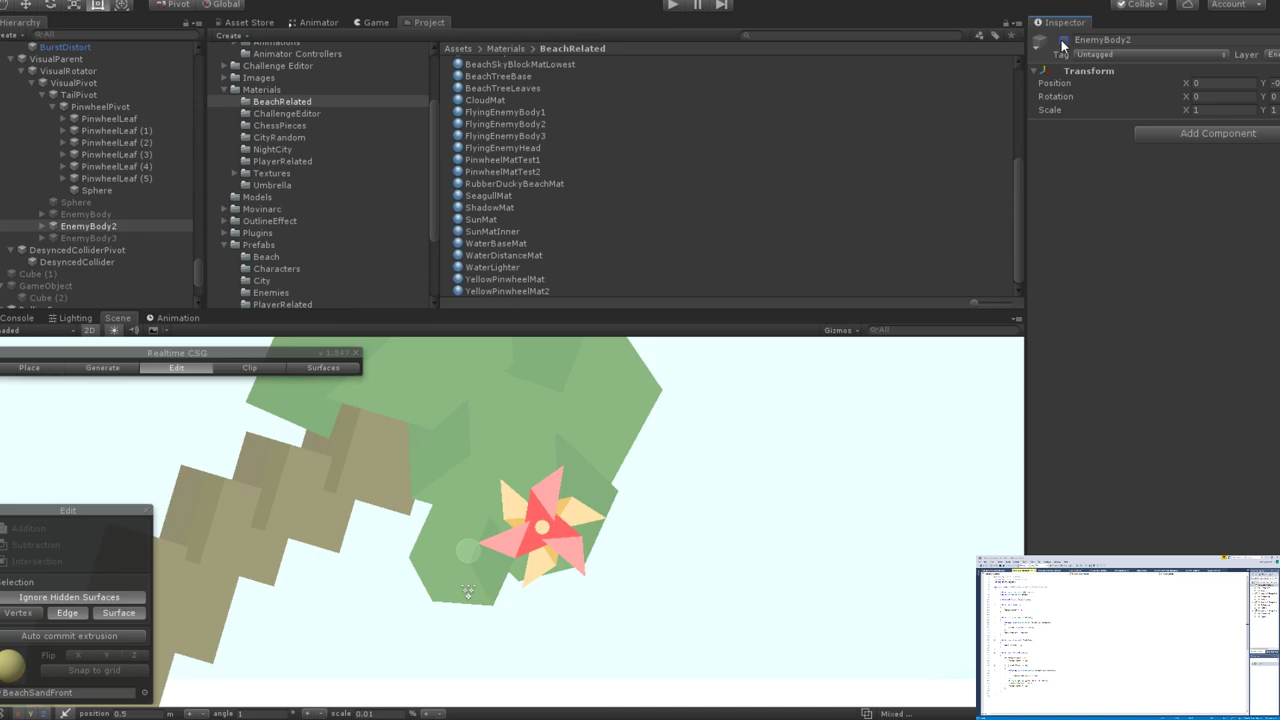 Pivot Global Collab Account
Hierarchy Asset Store Animator Game Project Inspector
All Create
BurstDistort
VisualParent
VisualRotator
VisualPivot
TailPivot
PinwheelPivot
PinwheelLeaf
PinwheelLeaf (1)
PinwheelLeaf (2)
PinwheelLeaf (3)
PinwheelLeaf (4)
PinwheelLeaf (5)
Sphere
Sphere
EnemyBody
EnemyBody2
EnemyBody3
DesyncedColliderPivot
DesyncedCollider
Cube (1)
GameObject
Cube (2)
Animator Controllers
Challenge Editor
Images
Materials
BeachRelated
ChallengeEditor
ChessPieces
CityRandom
NightCity
PlayerRelated
Textures
Umbrella
Models
Movinarc
OutlineEffect
Plugins
Prefabs
Beach
Characters
City
Enemies
PlayerRelated
Assets Materials BeachRelated
BeachSkyBlockMatLowest
BeachTreeBase
BeachTreeLeaves
CloudMat
FlyingEnemyBody1
FlyingEnemyBody2
FlyingEnemyBody3
FlyingEnemyHead
PinwheelMatTest1
PinwheelMatTest2
RubberDuckyBeachMat
SeagullMat
ShadowMat
SunMat
SunMatInner
WaterBaseMat
WaterDistanceMat
WaterLighter
YellowPinwheelMat
YellowPinwheelMat2
EnemyBody2
Tag Untagged Layer
Transform
Position X 0 Y
Rotation X 0 Y 0
Scale X 1 Y 1
Add Component
Console Lighting Scene Animation
2D Gizmos All
Realtime CSG v 1.547
Place Generate Edit Clip Surfaces
Edit
Addition
Subtraction
Intersection
Selection
Ignore Hidden Surfaces
Vertex Edge Surface
Auto commit extrusion
Flip X Y Z
Snap to grid
BeachSandFront
X Y Z position 0.5 m + angle 1 ° + scale 0.01 % + Mixed ...